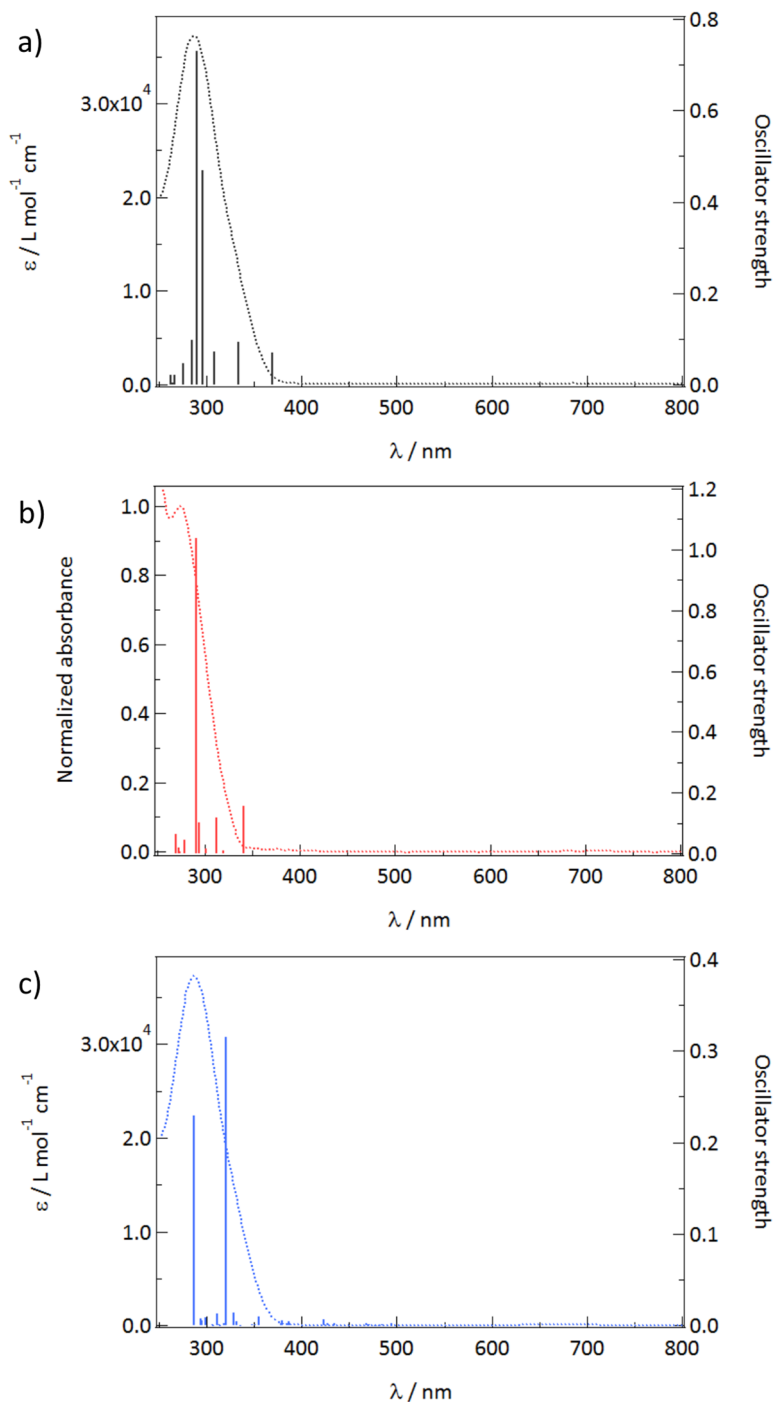 a)
ε / L mol⁻¹ cm⁻¹
3.0x10⁴
2.0
1.0
0.0
0.8
0.6
0.4
0.2
0.0
Oscillator strength
300 400 500 600 700 800
λ / nm
b)
Normalized absorbance
1.0
0.8
0.6
0.4
0.2
0.0
1.2
1.0
0.8
0.6
0.4
0.2
0.0
Oscillator strength
300 400 500 600 700 800
λ / nm
c)
ε / L mol⁻¹ cm⁻¹
3.0x10⁴
2.0
1.0
0.0
0.4
0.3
0.2
0.1
0.0
Oscillator strength
300 400 500 600 700 800
λ / nm